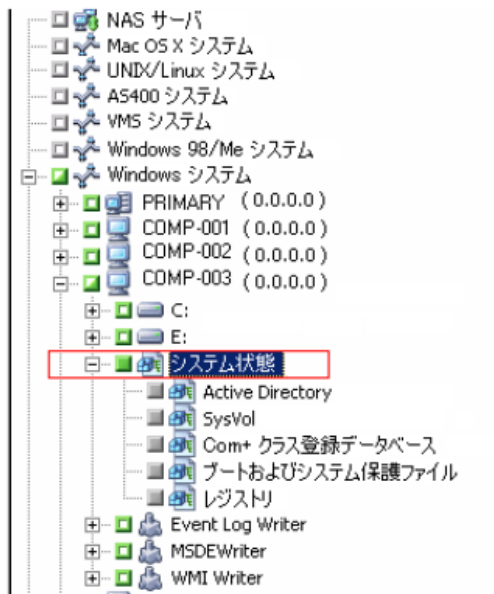 NAS サーバ
Mac OS X システム
UNIX/Linux システム
AS400 システム
VMS システム
Windows 98/Me システム
Windows システム
PRIMARY (0.0.0.0)
COMP-001 (0.0.0.0)
COMP-002 (0.0.0.0)
COMP-003 (0.0.0.0)
C:
E:
システム状態
Active Directory
SysVol
Com+ クラス登録データベース
ブートおよびシステム保護ファイル
レジストリ
Event Log Writer
MSDEWriter
WMI Writer